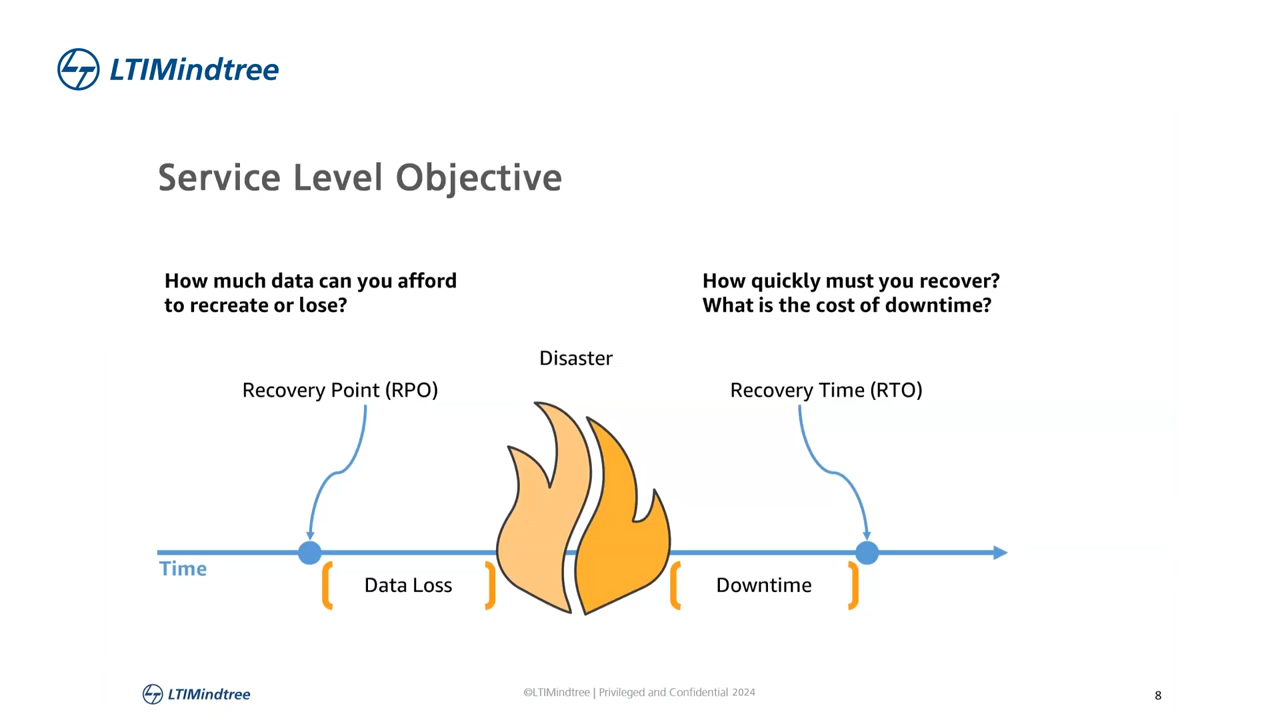 LTIMindtree
Service Level Objective
How much data can you afford
to recreate or lose?
How quickly must you recover?
What is the cost of downtime?
Disaster
Recovery Point (RPO)
Recovery Time (RTO)
Time
Data Loss
Downtime
LTIMindtree
©LTIMindtree | Privileged and Confidential 2024
8